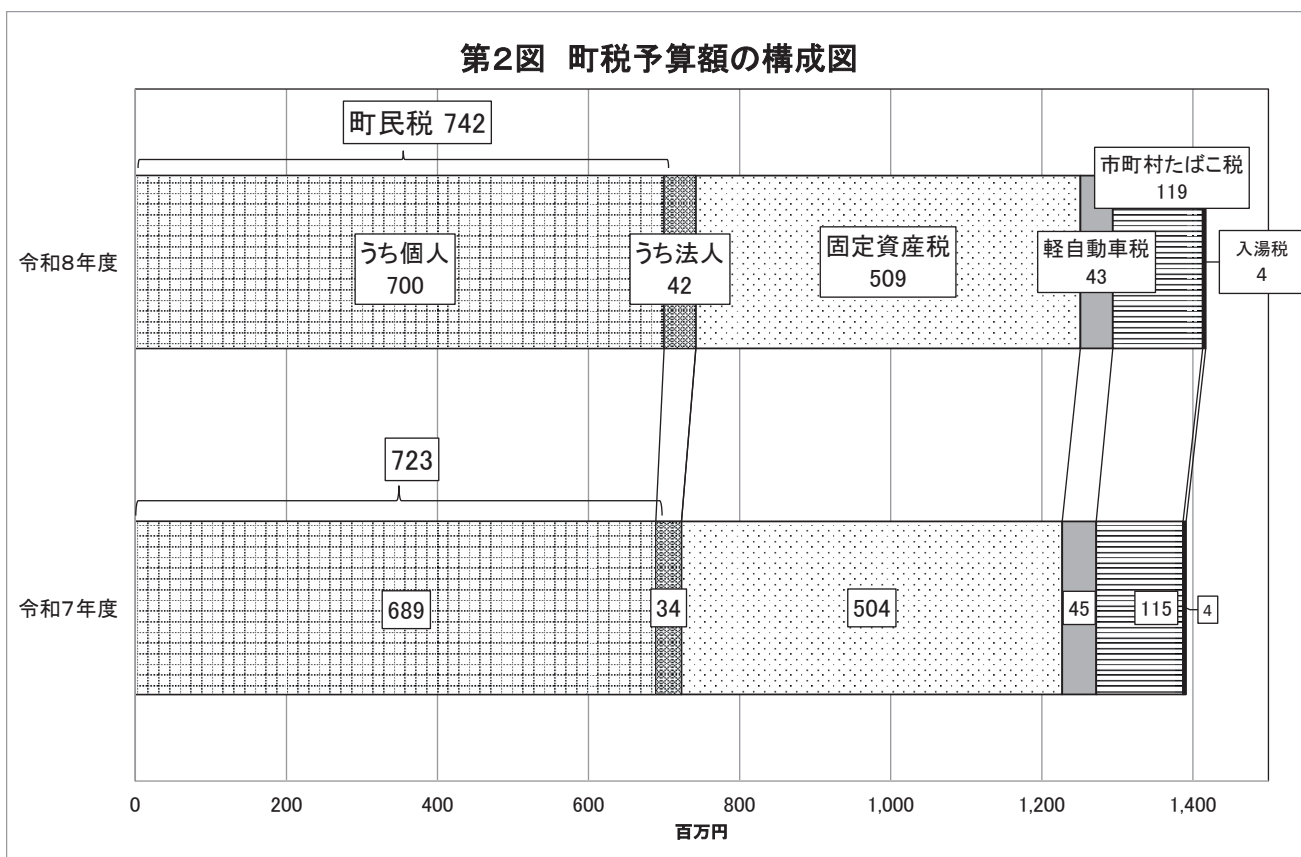 第2図 町税予算額の構成図
町民税 742
市町村たばこ税
119
令和8年度
うち個人
700
うち法人
42
固定資産税
509
軽自動車税
43
入湯税
4
723
令和7年度
689
34
504
45
115
4
0
200
400
600
800
1,000
1,200
1,400
百万円